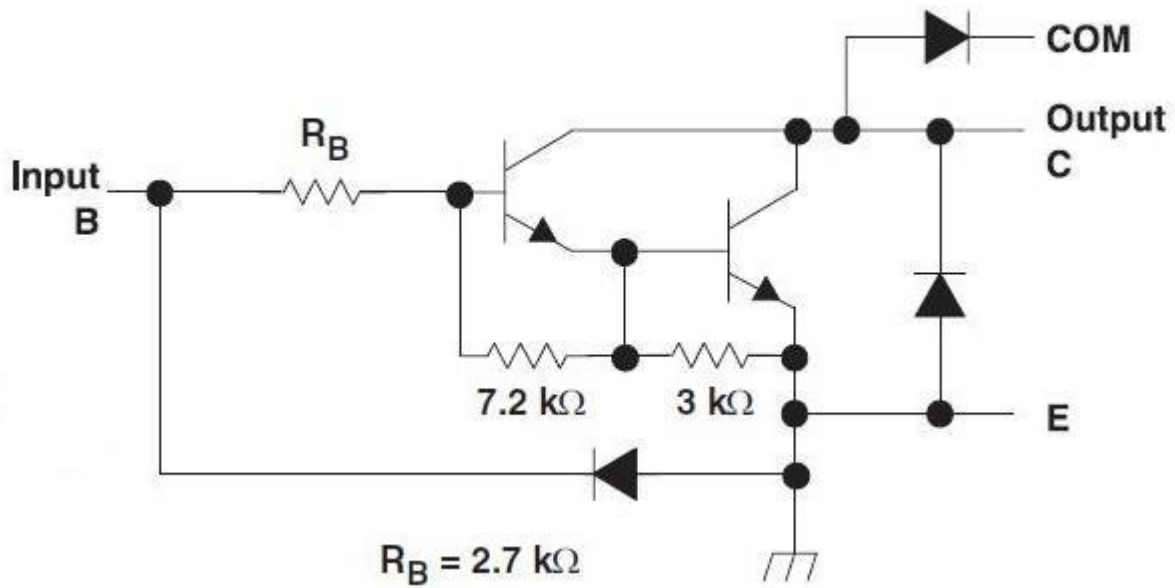 COM
Output
C
R_B
Input
B
7.2 kΩ
3 kΩ
E
R_B = 2.7 kΩ